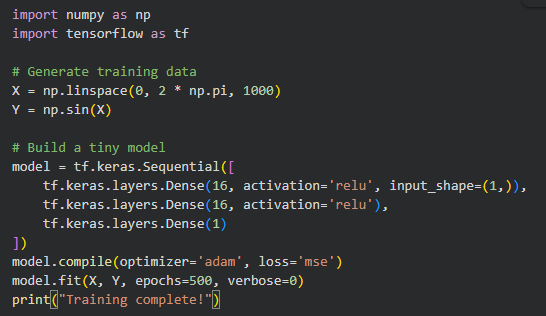 import numpy as np
import tensorflow as tf

# Generate training data
X = np.linspace(0, 2 * np.pi, 1000)
Y = np.sin(X)

# Build a tiny model
model = tf.keras.Sequential([
    tf.keras.layers.Dense(16, activation='relu', input_shape=(1,)),
    tf.keras.layers.Dense(16, activation='relu'),
    tf.keras.layers.Dense(1)
])
model.compile(optimizer='adam', loss='mse')
model.fit(X, Y, epochs=500, verbose=0)
print("Training complete!")